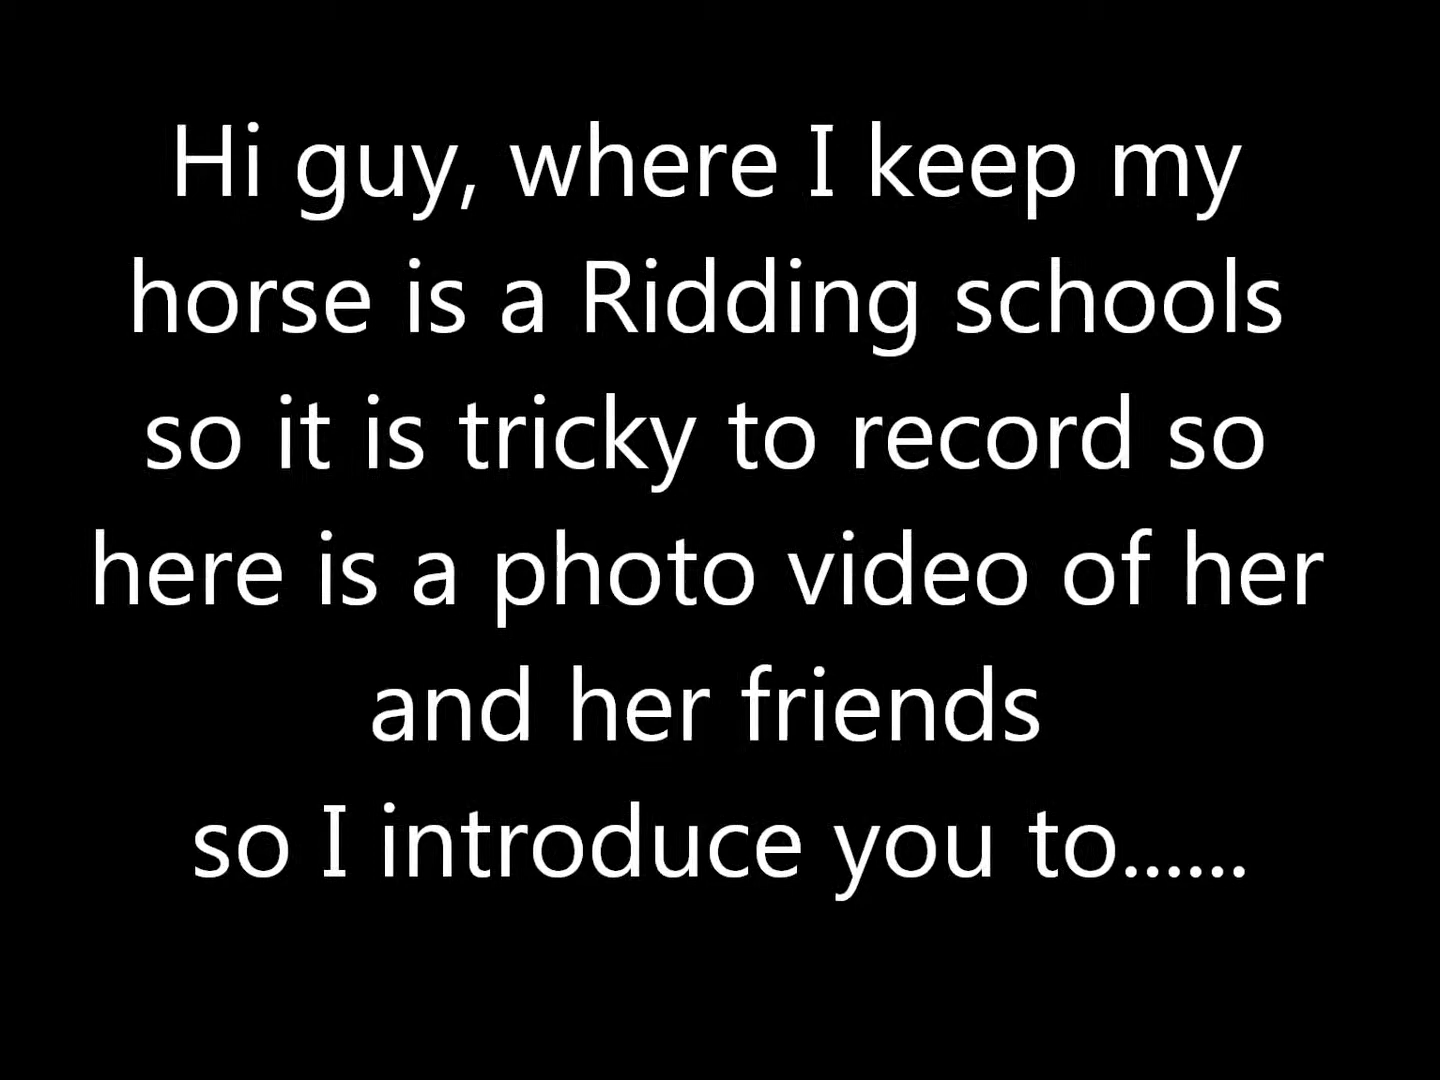 Hi guy, where I keep my
horse is a Ridding schools
so it is tricky to record so
here is a photo video of her
and her friends
so I introduce you to......